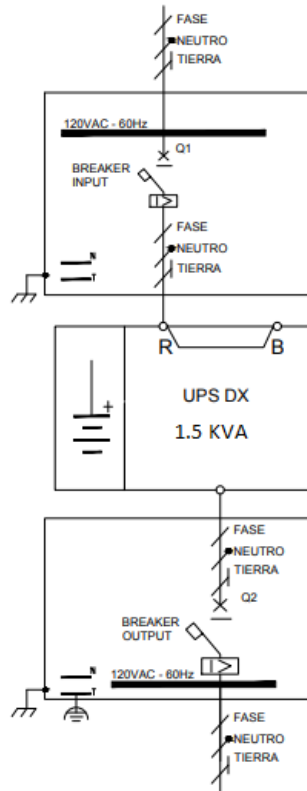 FASE
NEUTRO
TIERRA
120VAC - 60Hz
Q1
BREAKER
INPUT
I>
FASE
NEUTRO
TIERRA
N
T
R
B
+
UPS DX
1.5 KVA
FASE
NEUTRO
TIERRA
Q2
BREAKER
OUTPUT
I>
N
T
120VAC - 60Hz
FASE
NEUTRO
TIERRA